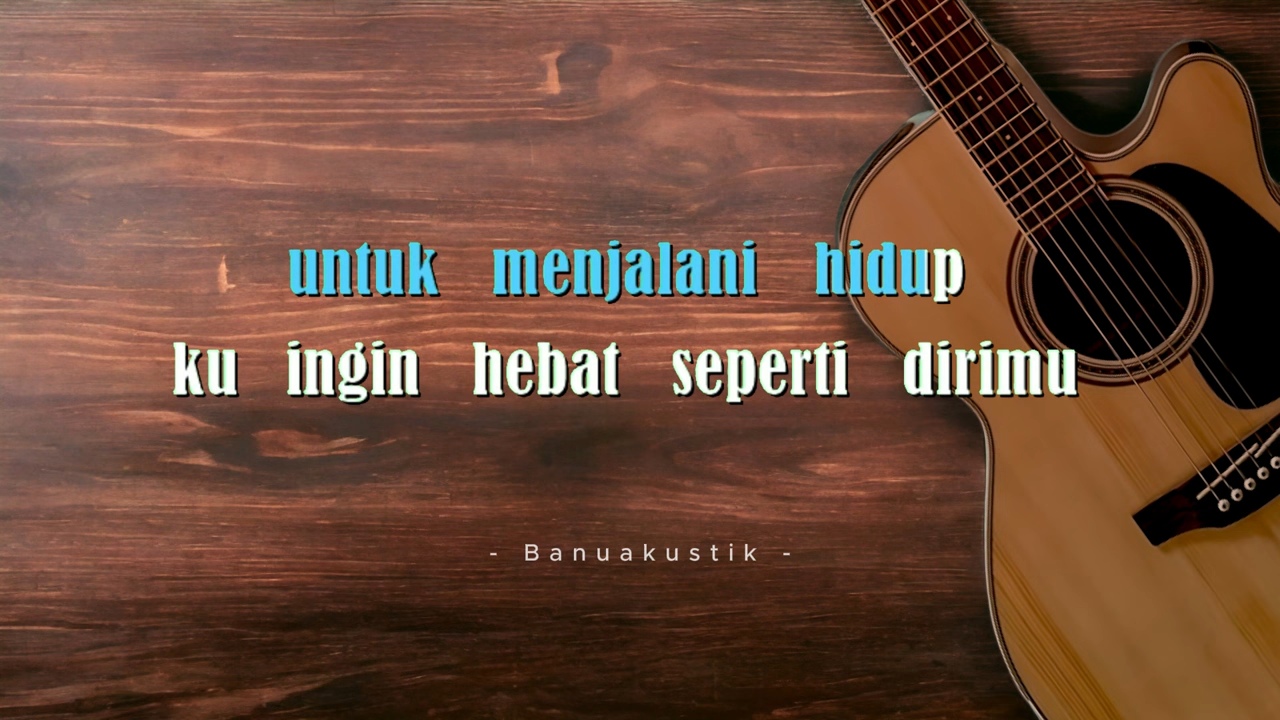 untuk menjalani hidup
ku ingin hebat seperti dirimu
- Banuakustik -